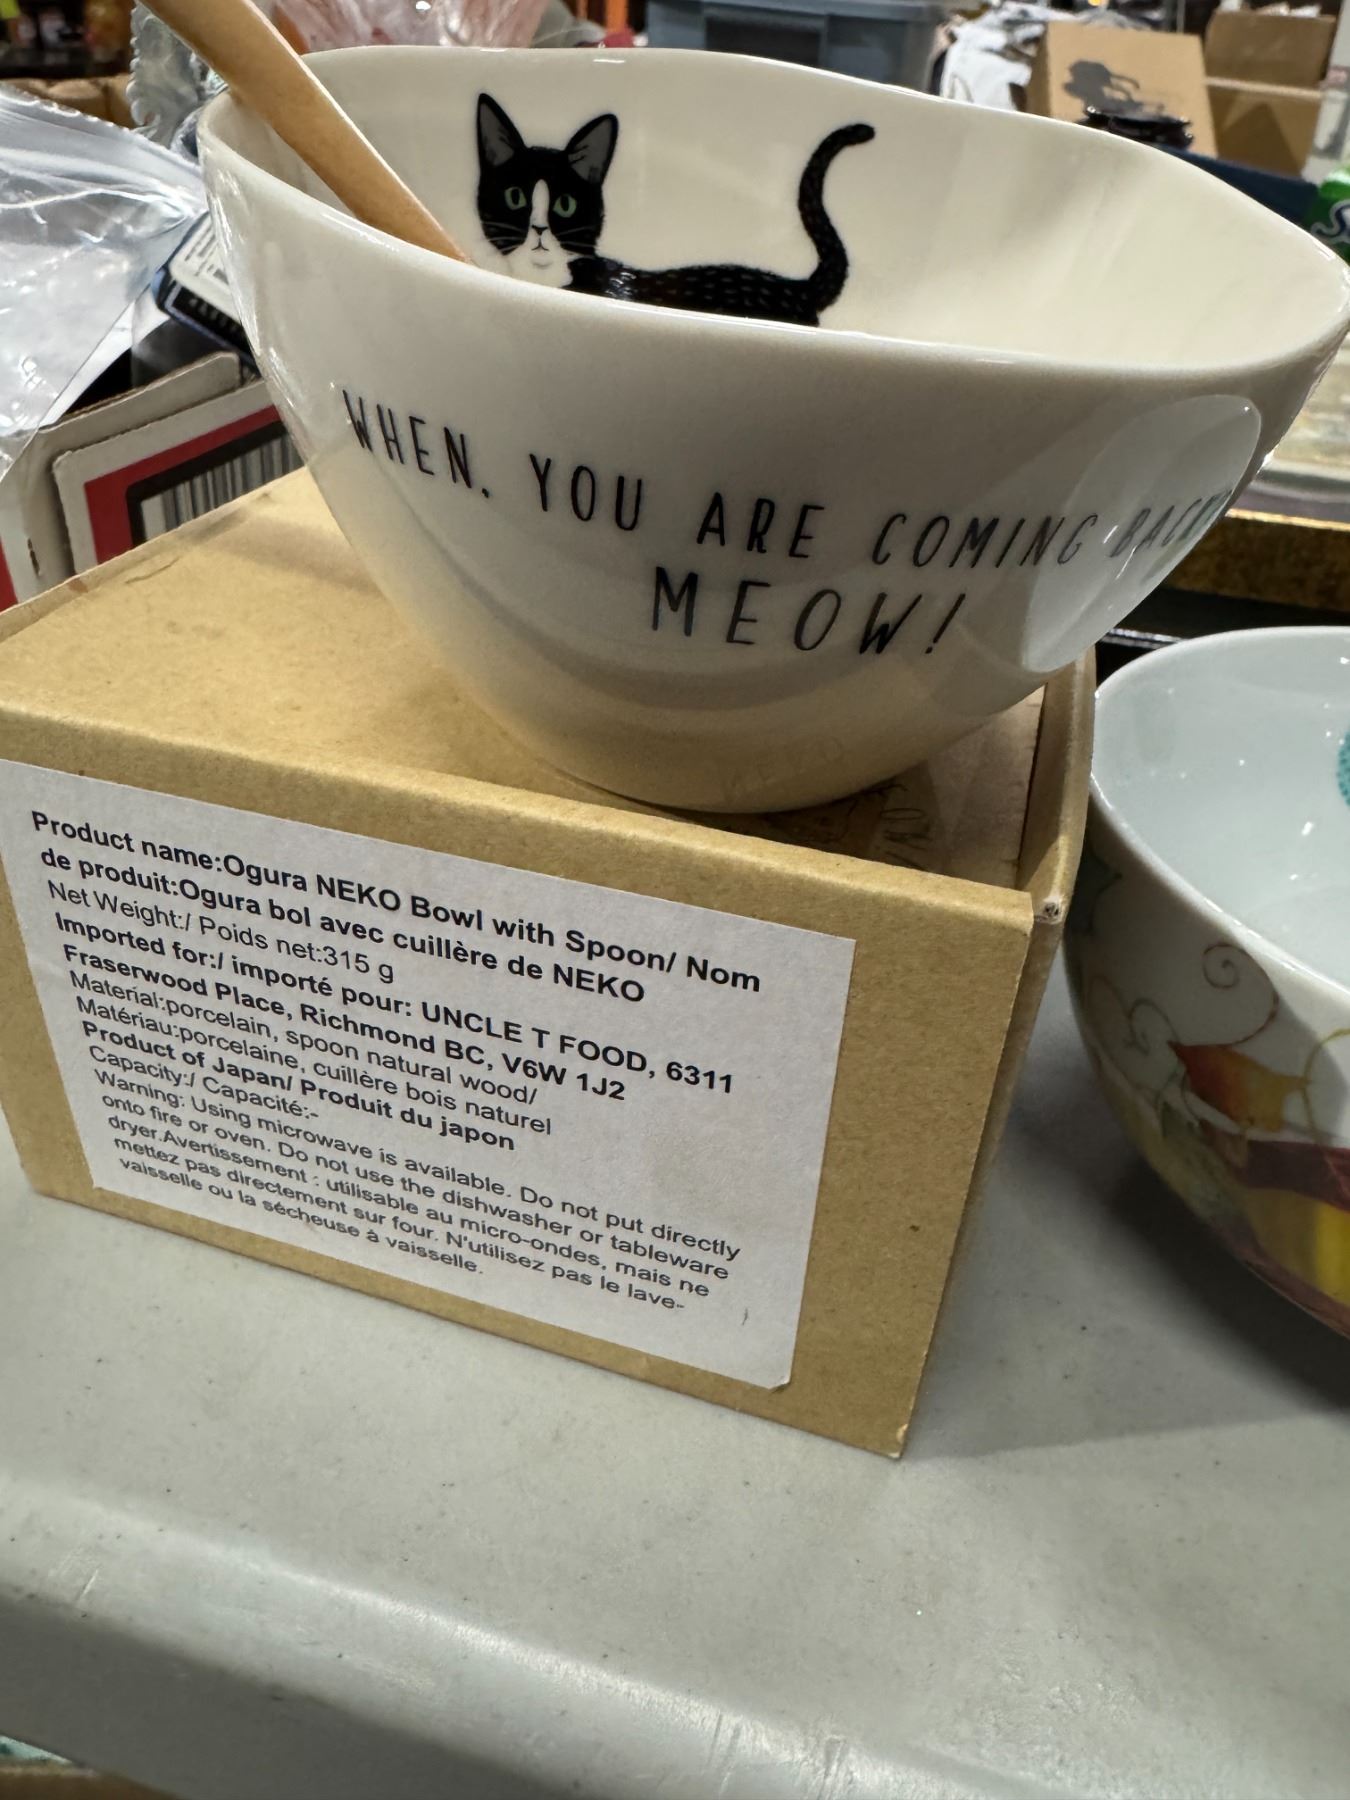 WHEN. YOU ARE COMING BACK?
MEOW!
Product name:Ogura NEKO Bowl with Spoon/ Nom
de produit:Ogura bol avec cuillère de NEKO
Net Weight:/ Poids net:315 g
Imported for:/ importé pour: UNCLE T FOOD, 6311
Fraserwood Place, Richmond BC, V6W 1J2
Material:porcelain, spoon natural wood/
Matériau:porcelaine, cuillère bois naturel
Product of Japan/ Produit du japon
Capacity:/ Capacité:-
Warning: Using microwave is available. Do not put directly
onto fire or oven. Do not use the dishwasher or tableware
dryer.Avertissement : utilisable au micro-ondes, mais ne
mettez pas directement sur four. N'utilisez pas le lave-
vaisselle ou la sécheuse à vaisselle.